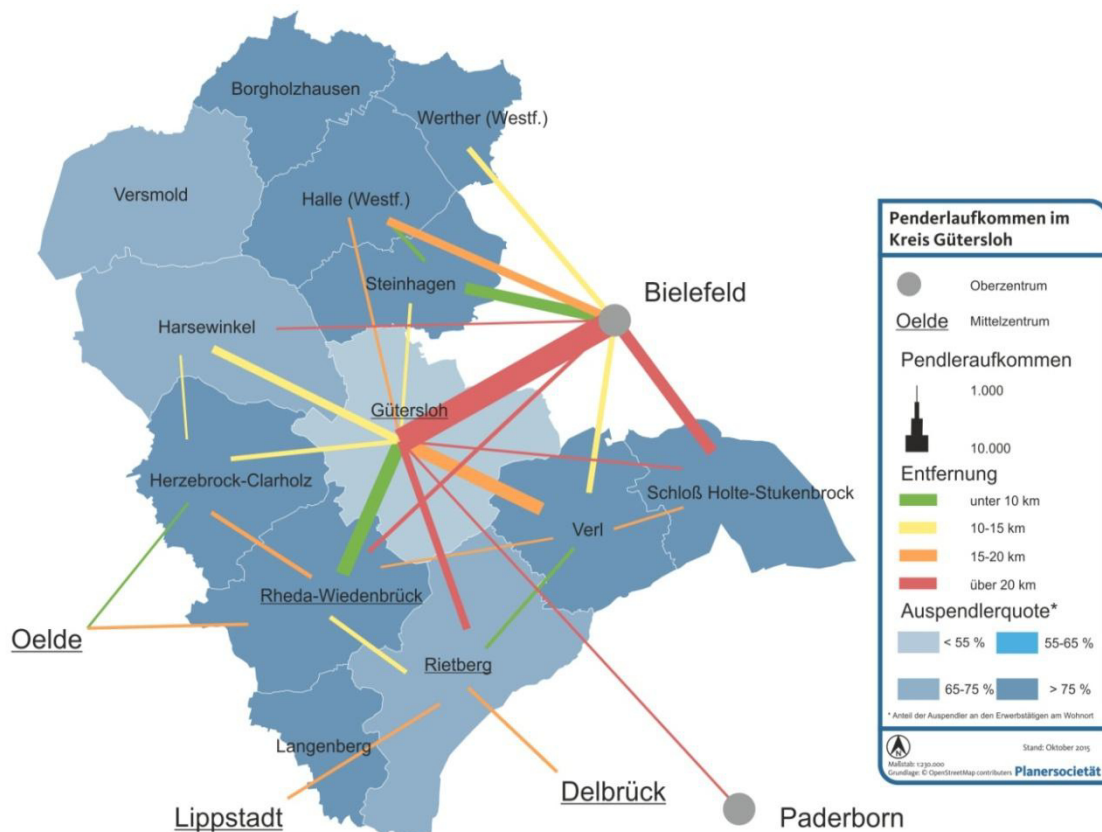 Borgholzhausen
Werther (Westf.)
Versmold
Halle (Westf.)
Steinhagen
Bielefeld
Harsewinkel
Gütersloh
Herzebrock-Clarholz
Schloß Holte-Stukenbrock
Verl
Rheda-Wiedenbrück
Oelde
Rietberg
Langenberg
Delbrück
Lippstadt
Paderborn
Penderlaufkommen im
Kreis Gütersloh
Oberzentrum
Oelde Mittelzentrum
Pendleraufkommen
1.000
10.000
Entfernung
unter 10 km
10-15 km
15-20 km
über 20 km
Auspendlerquote*
< 55 % 55-65 %
65-75 % > 75 %
* Anteil der Auspendler an den Erwerbstätigen am Wohnort
N
Stand: Oktober 2015
Maßstab: 1:230.000
Grundlage: © OpenStreetMap contributers Planersocietät